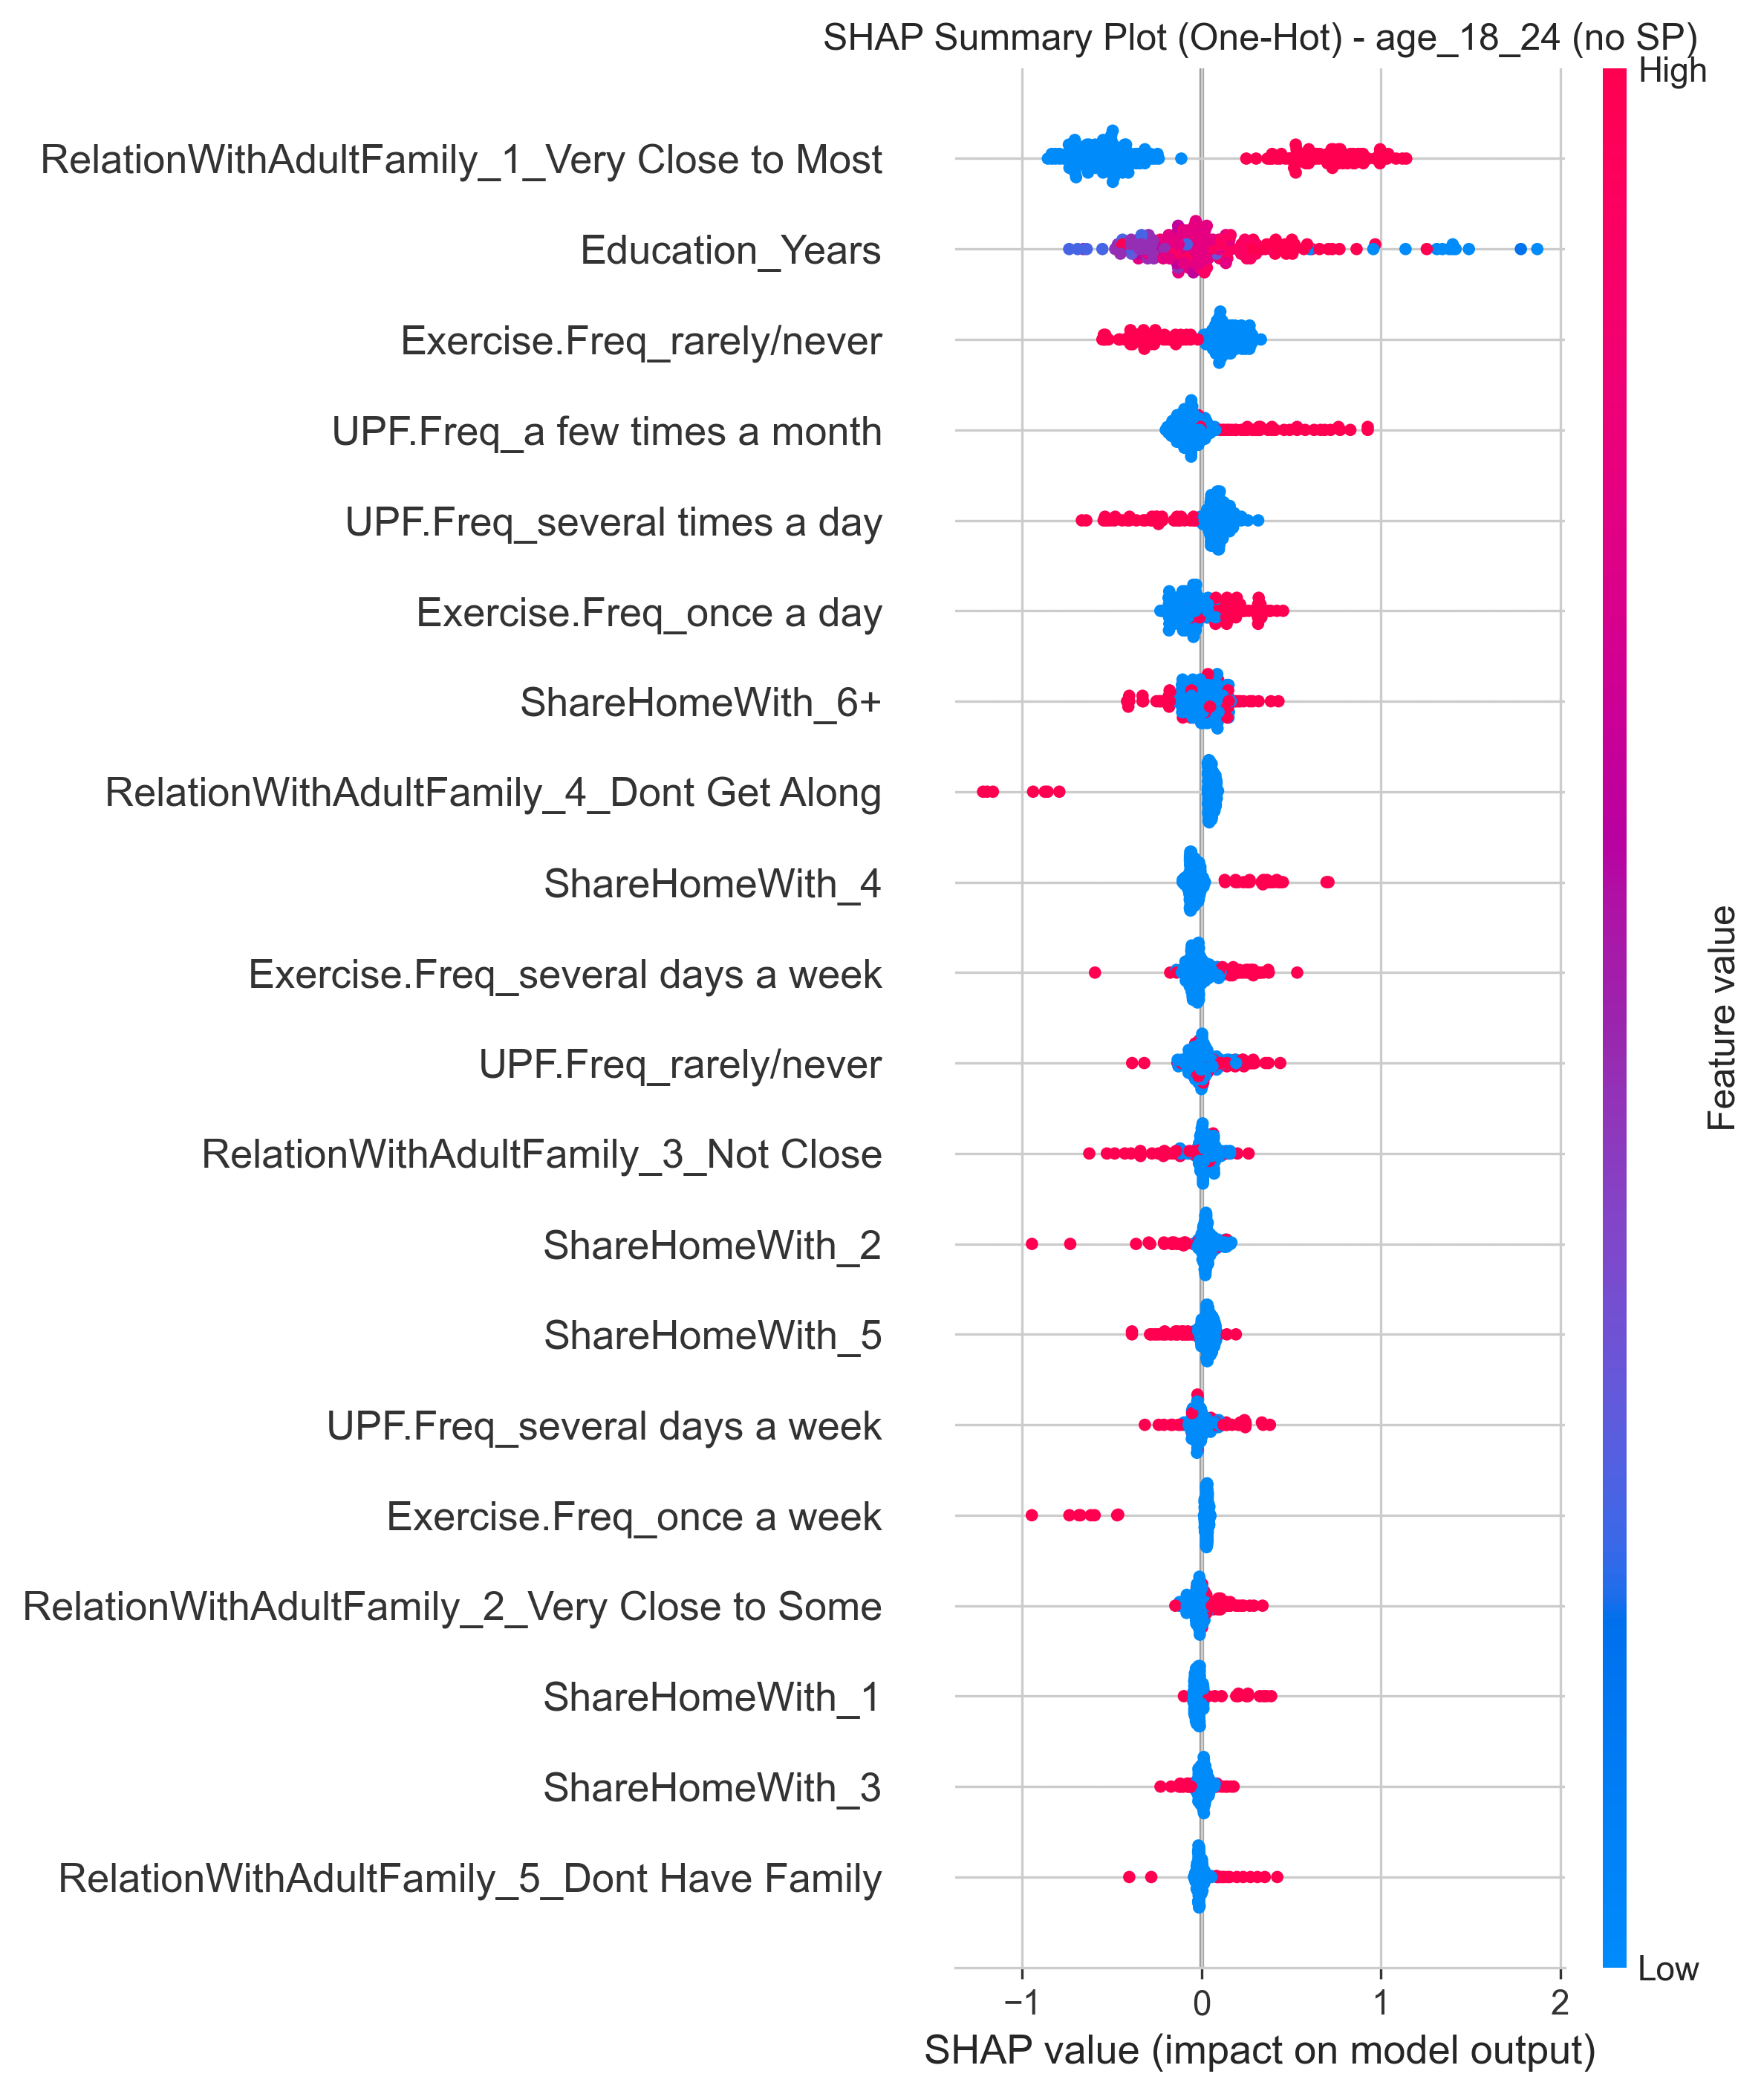 SHAP Summary Plot (One-Hot) - age_18_24 (no SP)
High
RelationWithAdultFamily_1_Very Close to Most
Education_Years
Exercise.Freq_rarely/never
UPF.Freq_a few times a month
UPF.Freq_several times a day
Exercise.Freq_once a day
ShareHomeWith_6+
RelationWithAdultFamily_4_Dont Get Along
ShareHomeWith_4
Exercise.Freq_several days a week
UPF.Freq_rarely/never
RelationWithAdultFamily_3_Not Close
ShareHomeWith_2
ShareHomeWith_5
UPF.Freq_several days a week
Exercise.Freq_once a week
RelationWithAdultFamily_2_Very Close to Some
ShareHomeWith_1
ShareHomeWith_3
RelationWithAdultFamily_5_Dont Have Family
Feature value
Low
−1 0 1 2
SHAP value (impact on model output)